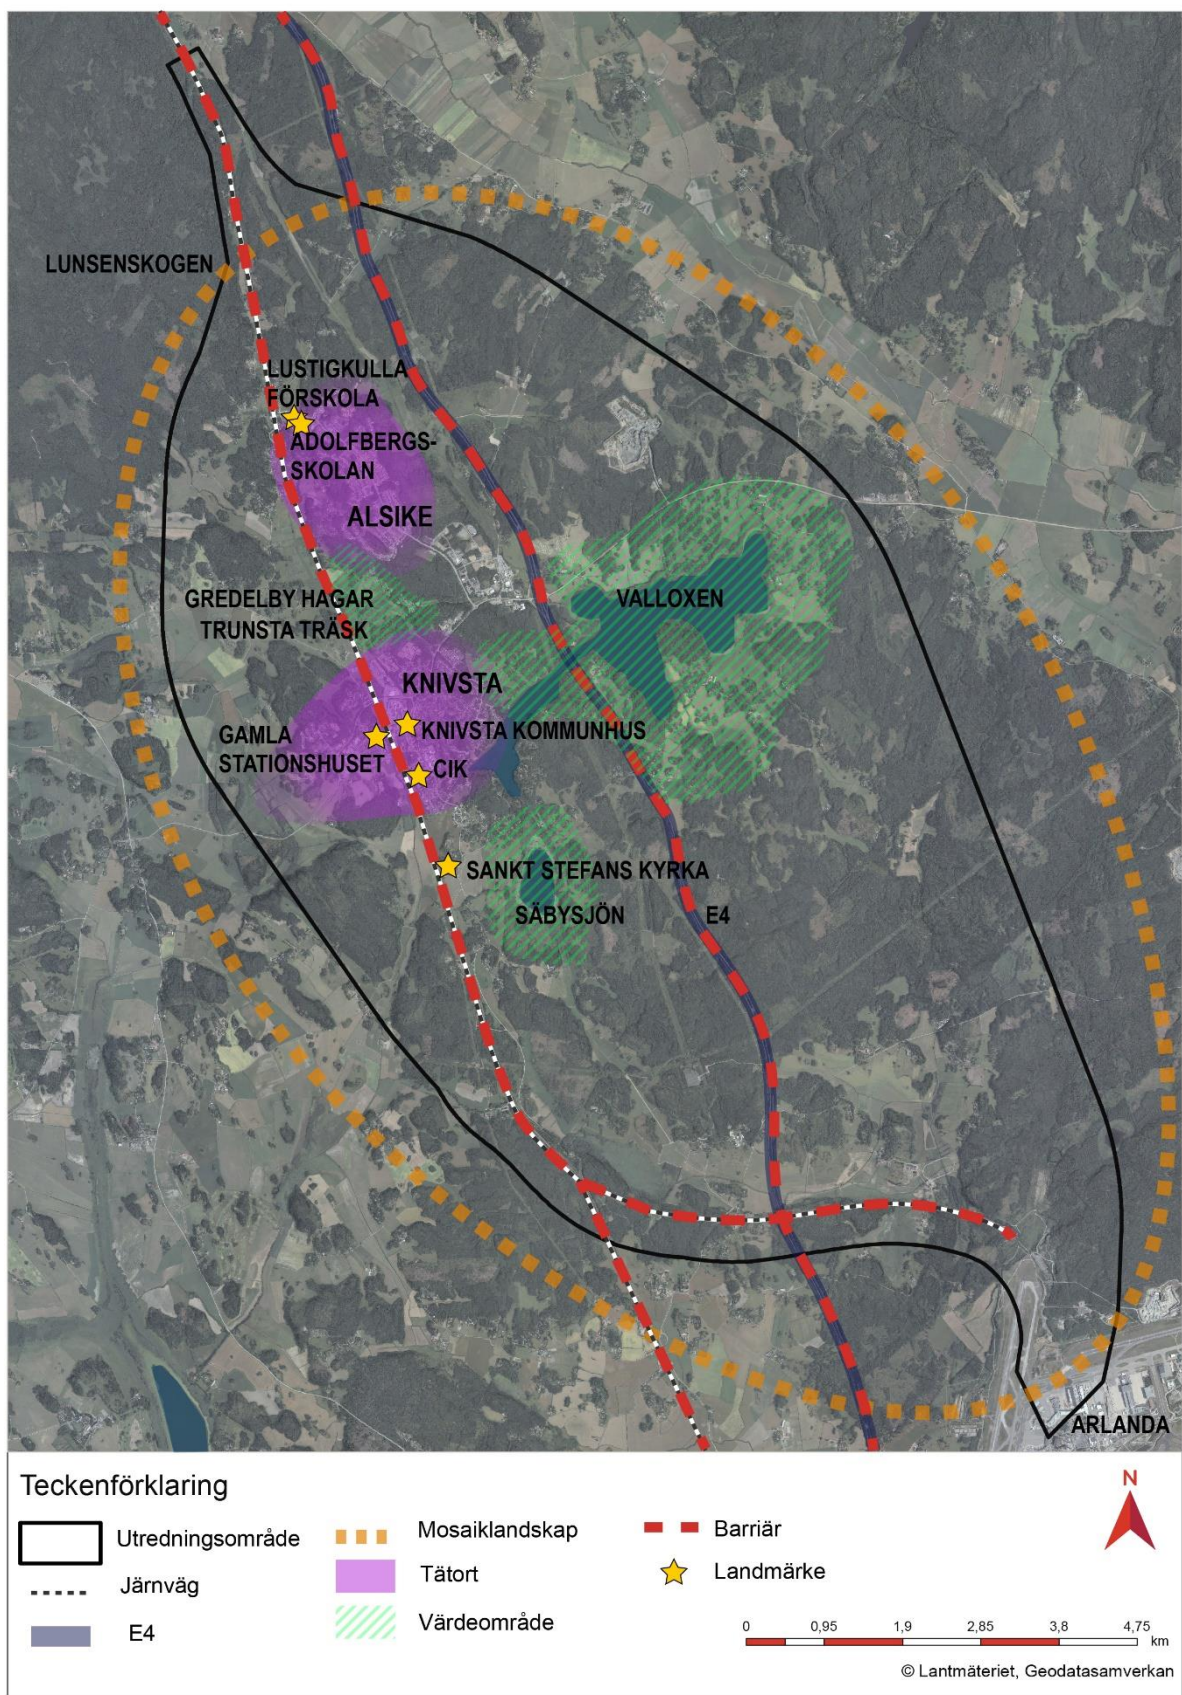 LUNSENSKOGEN
LUSTIGKULLA
FÖRSKOLA
ADOLFBERGS-
SKOLAN
ALSIKE
GREDELBY HAGAR
TRUNSTA TRÄSK
VALLOXEN
KNIVSTA
GAMLA
STATIONSHUSET
KNIVSTA KOMMUNHUS
CIK
SANKT STEFANS KYRKA
SÄBYSJÖN
E4
ARLANDA
Teckenförklaring
Utredningsområde
Järnväg
E4
Mosaiklandskap
Tätort
Värdeområde
Barriär
Landmärke
N
0 0,95 1,9 2,85 3,8 4,75
km
© Lantmäteriet, Geodatasamverkan